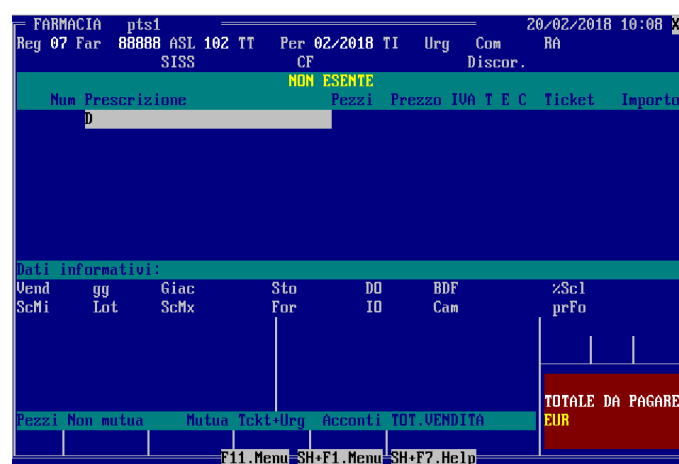 FARMACIA pts1 20/02/2018 10:08 X
Reg 07 Far 88888 ASL 102 TT Per 02/2018 TI Urg Com RA
SISS CF Discor.
NON ESENTE
Num Prescrizione Pezzi Prezzo IVA T E C Ticket Importo
D
Dati informativi:
Vend gg Giac Sto DO BDF %Scl
ScMi Lot ScMx For IO Cam prFo
TOTALE DA PAGARE
Pezzi Non mutua Mutua Tckt+Urg Acconti TOT.VENDITA EUR
F11.Menu SH+F1.Menu SH+F7.Help